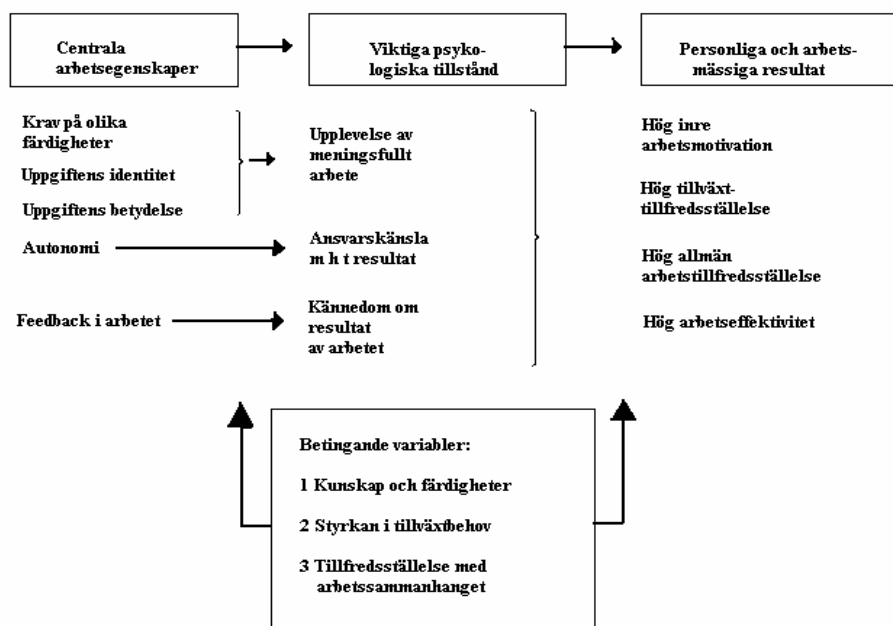 Centrala
arbetsegenskaper
Viktiga psyko-
logiska tillstånd
Personliga och arbets-
mässiga resultat
Krav på olika
färdigheter
Uppgiftens identitet
Uppgiftens betydelse
Autonomi
Feedback i arbetet
Upplevelse av
meningsfullt
arbete
Ansvarskänsla
m h t resultat
Kännedom om
resultat
av arbetet
Hög inre
arbetsmotivation
Hög tillväxt-
tillfredsställelse
Hög allmän
arbetstillfredsställelse
Hög arbetseffektivitet
Betingande variabler:
1 Kunskap och färdigheter
2 Styrkan i tillväxtbehov
3 Tillfredsställelse med
arbetssammanhanget